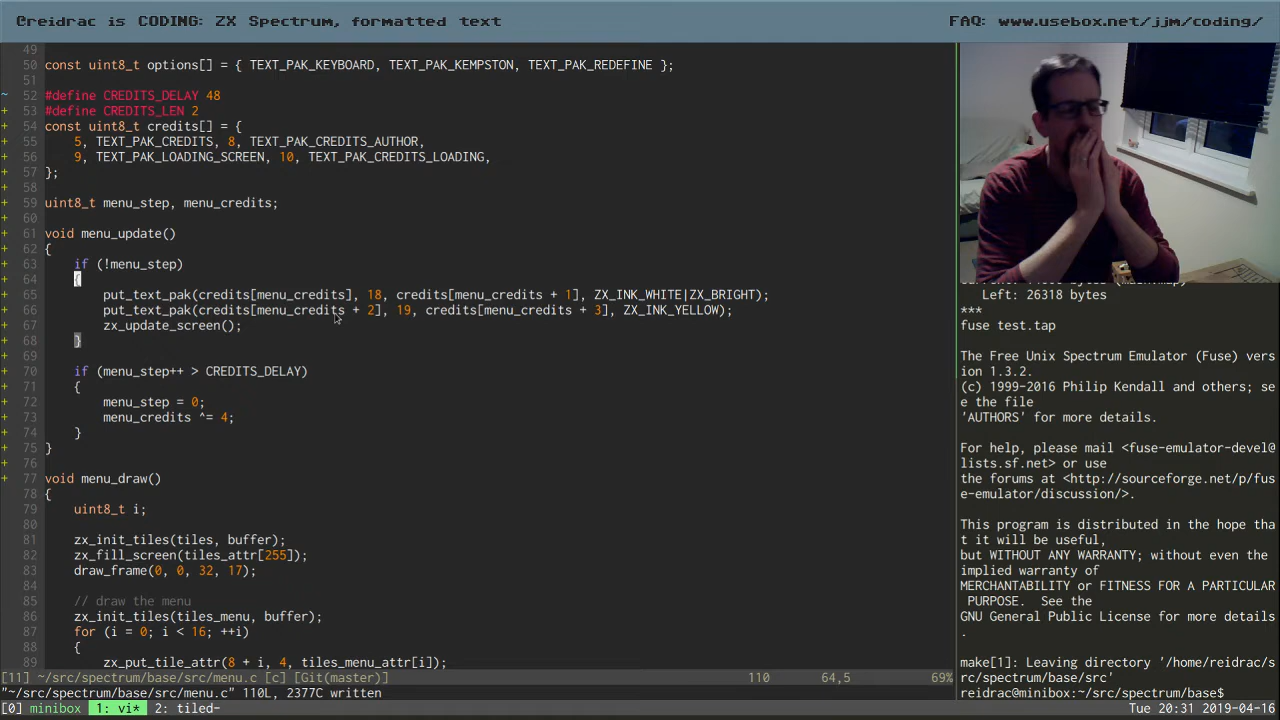 @reidrac is CODING: ZX Spectrum, formatted text
FAQ: www.usebox.net/jjm/coding/
49
50 const uint8_t options[] = { TEXT_PAK_KEYBOARD, TEXT_PAK_KEMPSTON, TEXT_PAK_REDEFINE };
51
~ 52 #define CREDITS_DELAY 48
+ 53 #define CREDITS_LEN 2
+ 54 const uint8_t credits[] = {
+ 55 5, TEXT_PAK_CREDITS, 8, TEXT_PAK_CREDITS_AUTHOR,
+ 56 9, TEXT_PAK_LOADING_SCREEN, 10, TEXT_PAK_CREDITS_LOADING,
+ 57 };
+ 58
+ 59 uint8_t menu_step, menu_credits;
+ 60
+ 61 void menu_update()
+ 62 {
+ 63 if (!menu_step)
+ 64 {
+ 65 put_text_pak(credits[menu_credits], 18, credits[menu_credits + 1], ZX_INK_WHITE|ZX_BRIGHT);
+ 66 put_text_pak(credits[menu_credits + 2], 19, credits[menu_credits + 3], ZX_INK_YELLOW);
+ 67 zx_update_screen();
+ 68 }
+ 69
+ 70 if (menu_step++ > CREDITS_DELAY)
+ 71 {
+ 72 menu_step = 0;
+ 73 menu_credits ^= 4;
+ 74 }
+ 75 }
+ 76
+ 77 void menu_draw()
78 {
79 uint8_t i;
80
81 zx_init_tiles(tiles, buffer);
82 zx_fill_screen(tiles_attr[255]);
83 draw_frame(0, 0, 32, 17);
84
85 // draw the menu
86 zx_init_tiles(tiles_menu, buffer);
87 for (i = 0; i < 16; ++i)
88 {
89 zx_put_tile_attr(8 + i, 4, tiles_menu_attr[i]);
[11] ~/src/spectrum/base/src/menu.c [c] [Git(master)] 110 64,5 69%
"~/src/spectrum/base/src/menu.c" 110L, 2377C written
Left: 26318 bytes
***
fuse test.tap
The Free Unix Spectrum Emulator (Fuse) vers
ion 1.3.2.
(c) 1999-2016 Philip Kendall and others; se
e the file
'AUTHORS' for more details.
For help, please mail <fuse-emulator-devel@
lists.sf.net> or use
the forums at <http://sourceforge.net/p/fus
e-emulator/discussion/>.
This program is distributed in the hope tha
t it will be useful,
but WITHOUT ANY WARRANTY; without even the
implied warranty of
MERCHANTABILITY or FITNESS FOR A PARTICULAR
PURPOSE. See the
GNU General Public License for more details
.
make[1]: Leaving directory '/home/reidrac/s
rc/spectrum/base/src'
reidrac@minibox:~/src/spectrum/base$
[0] minibox 1: vi* 2: tiled-
Tue 20:31 2019-04-16